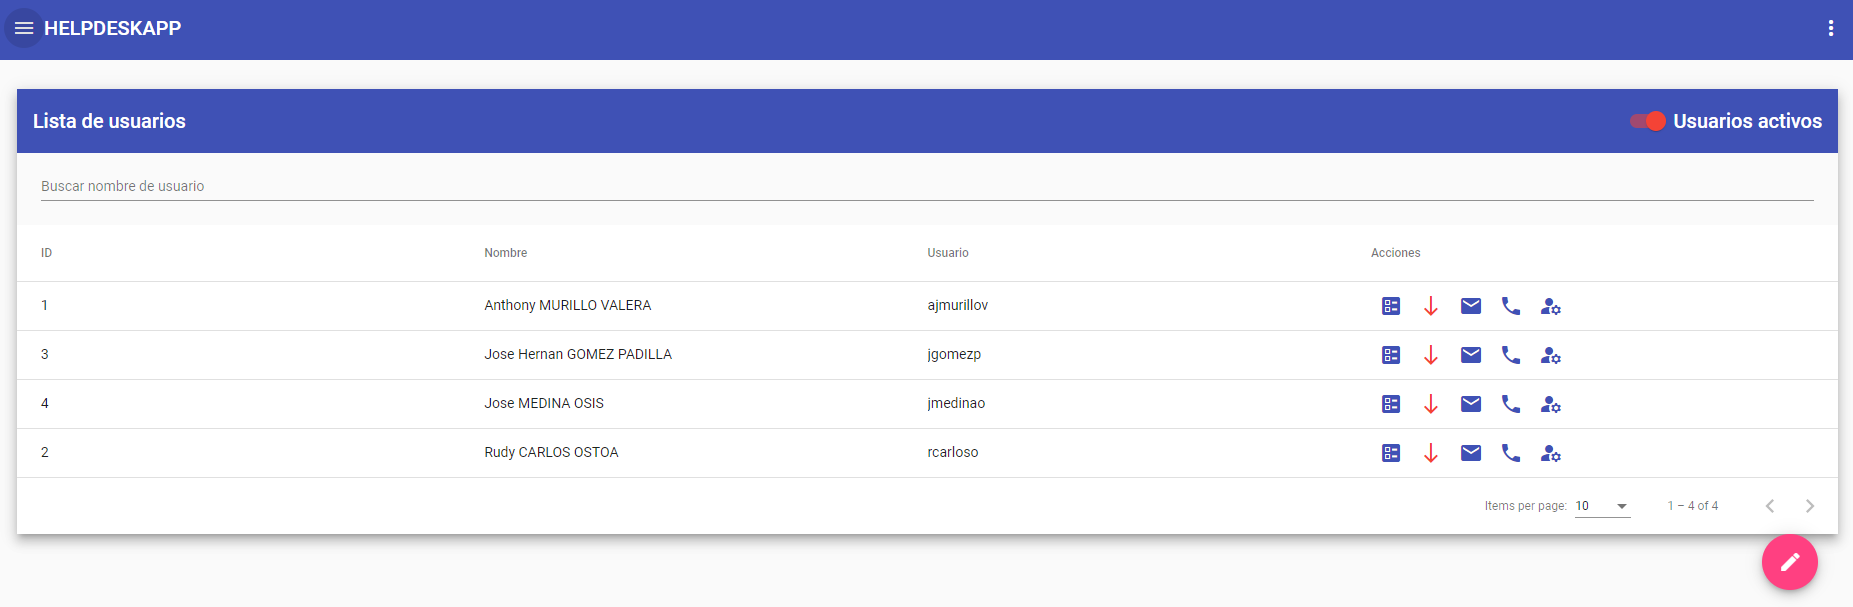 HELPDESKAPP
Lista de usuarios Usuarios activos
Buscar nombre de usuario
ID Nombre Usuario Acciones
1 Anthony MURILLO VALERA ajmurillov
3 Jose Hernan GOMEZ PADILLA jgomezp
4 Jose MEDINA OSIS jmedinao
2 Rudy CARLOS OSTOA rcarloso
Items per page: 10 1 – 4 of 4